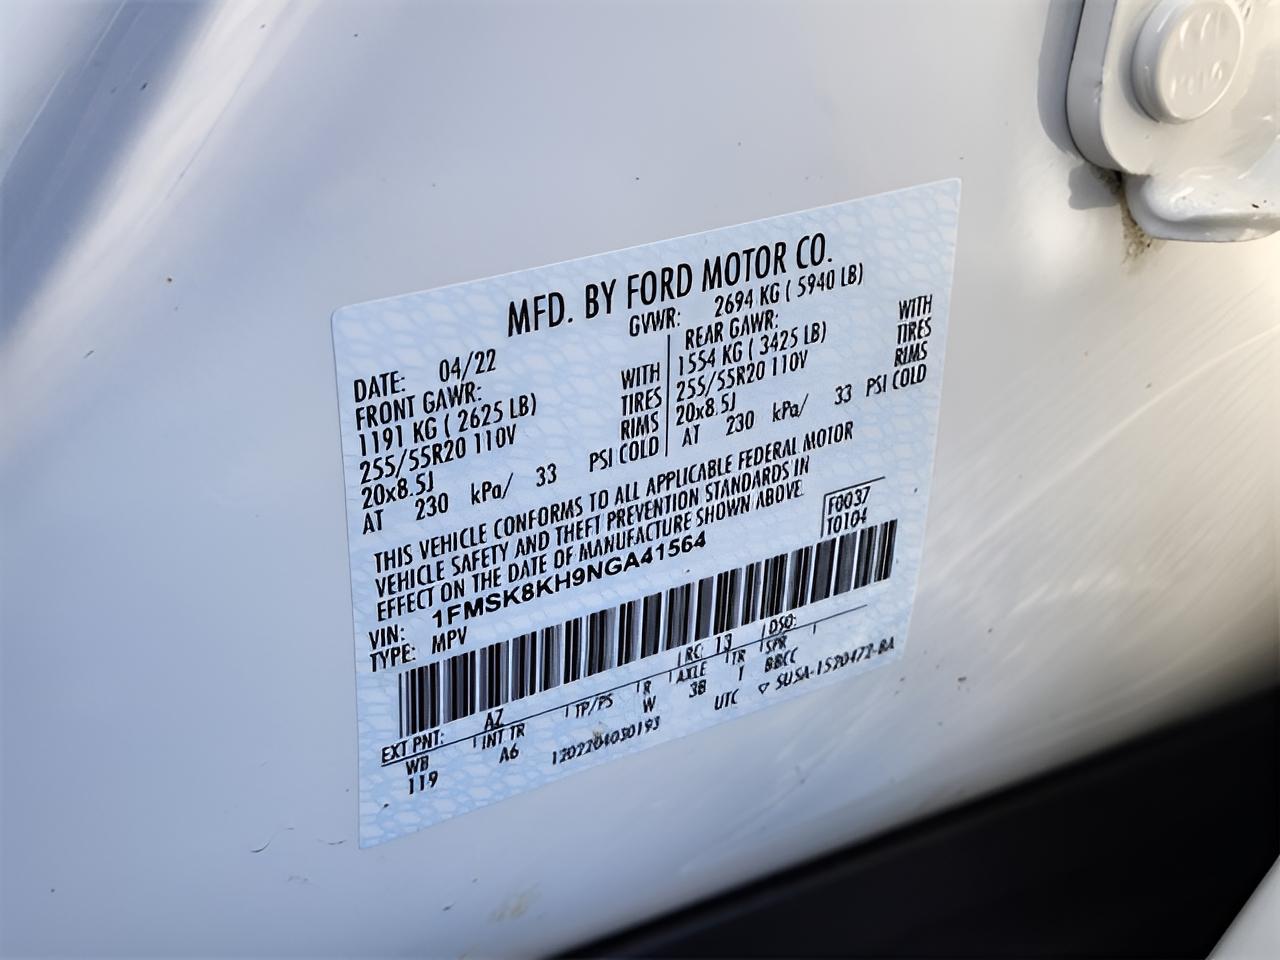 MFD. BY FORD MOTOR CO.
DATE: 04/22 GVWR: 2694 KG ( 5940 LB)
FRONT GAWR: REAR GAWR:
1191 KG ( 2625 LB) WITH 1554 KG ( 3425 LB) WITH
255/55R20 110V TIRES 255/55R20 110V TIRES
20x8.5J RIMS 20x8.5J RIMS
AT 230 kPa/ 33 PSI COLD AT 230 kPa/ 33 PSI COLD
THIS VEHICLE CONFORMS TO ALL APPLICABLE FEDERAL MOTOR
VEHICLE SAFETY AND THEFT PREVENTION STANDARDS IN
EFFECT ON THE DATE OF MANUFACTURE SHOWN ABOVE.
VIN: 1FMSK8KH9NGA41564 F0037
TYPE: MPV T0104
EXT PNT: AZ RC: 13 DSO:
WB INT TR TP/PS R AXLE TR SPR
119 A6 W 3B T BBCC
1202204030193 UTC ▽ SU5A-1520472-BA